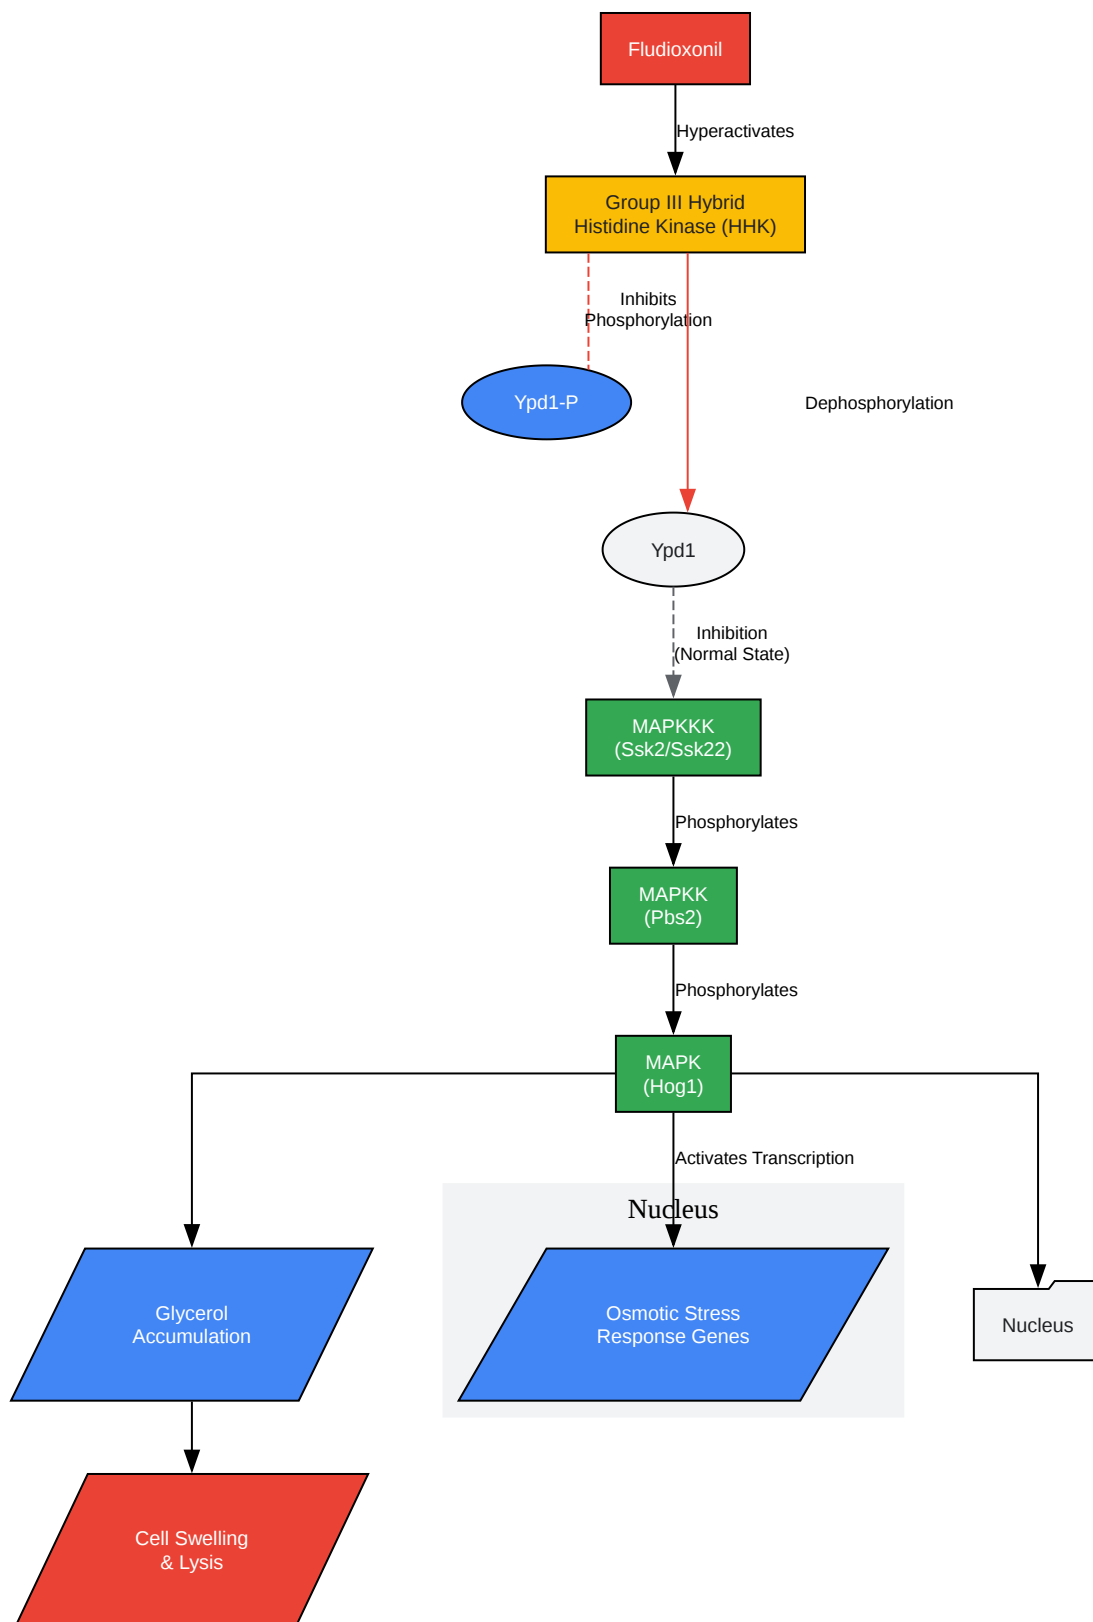 Fludioxonil
Hyperactivates
Group III Hybrid
Histidine Kinase (HHK)
Inhibits
Phosphorylation
Ypd1-P
Dephosphorylation
Ypd1
Inhibition
(Normal State)
MAPKKK
(Ssk2/Ssk22)
Phosphorylates
MAPKK
(Pbs2)
Phosphorylates
MAPK
(Hog1)
Activates Transcription
Nucleus
Glycerol
Accumulation
Osmotic Stress
Response Genes
Nucleus
Cell Swelling
& Lysis